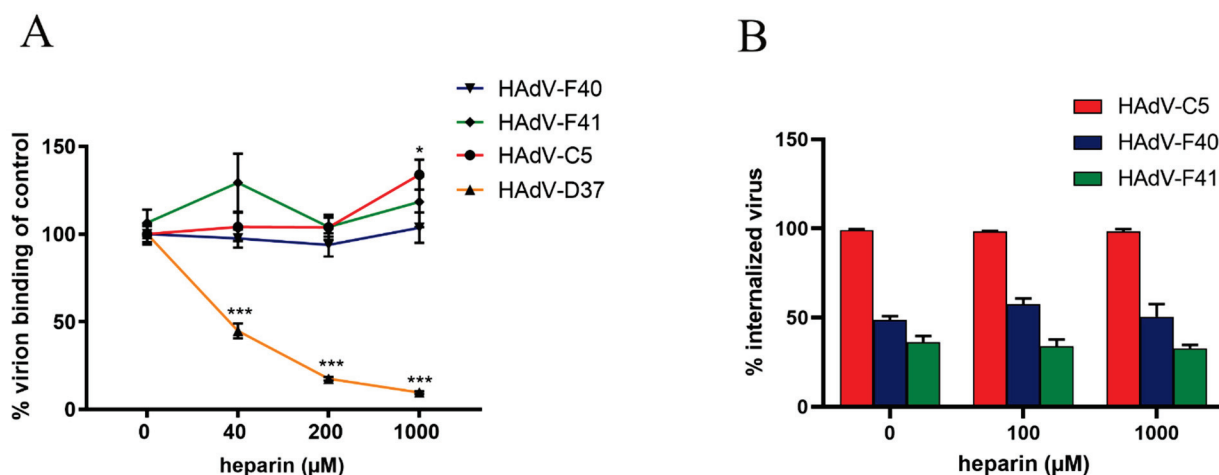 A
HAdV-F40
HAdV-F41
HAdV-C5
HAdV-D37
% virion binding of control
150
100
50
0
*
***
***
***
0 40 200 1000
heparin (µM)
B
HAdV-C5
HAdV-F40
HAdV-F41
% internalized virus
150
100
50
0
0 100 1000
heparin (µM)